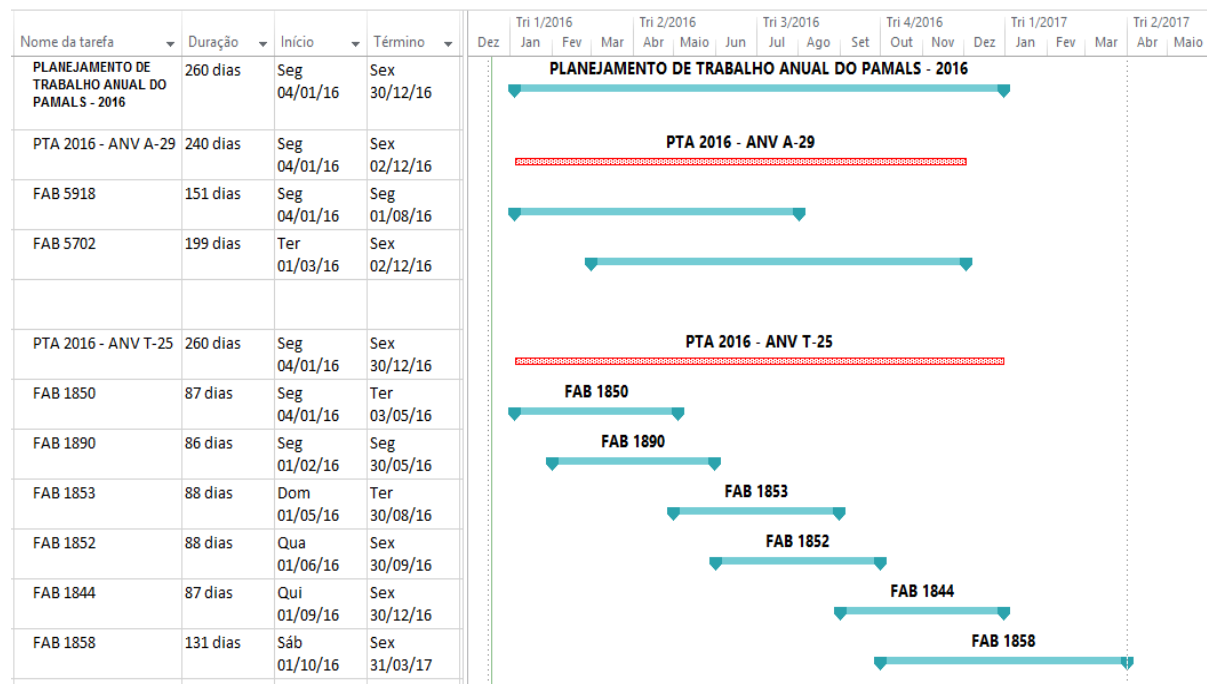 Tri 1/2016 Tri 2/2016 Tri 3/2016 Tri 4/2016 Tri 1/2017 Tri 2/2017
Nome da tarefa Duração Início Término Dez Jan Fev Mar Abr Maio Jun Jul Ago Set Out Nov Dez Jan Fev Mar Abr Maio
PLANEJAMENTO DE TRABALHO ANUAL DO PAMALS - 2016
PLANEJAMENTO DE 260 dias Seg Sex
TRABALHO ANUAL DO 04/01/16 30/12/16
PAMALS - 2016
PTA 2016 - ANV A-29 240 dias Seg Sex PTA 2016 - ANV A-29
04/01/16 02/12/16
FAB 5918 151 dias Seg Seg
04/01/16 01/08/16
FAB 5702 199 dias Ter Sex
01/03/16 02/12/16
PTA 2016 - ANV T-25 260 dias Seg Sex PTA 2016 - ANV T-25
04/01/16 30/12/16
FAB 1850 87 dias Seg Ter FAB 1850
04/01/16 03/05/16
FAB 1890 86 dias Seg Seg FAB 1890
01/02/16 30/05/16
FAB 1853 88 dias Dom Ter FAB 1853
01/05/16 30/08/16
FAB 1852 88 dias Qua Sex FAB 1852
01/06/16 30/09/16
FAB 1844 87 dias Qui Sex FAB 1844
01/09/16 30/12/16
FAB 1858 131 dias Sáb Sex FAB 1858
01/10/16 31/03/17